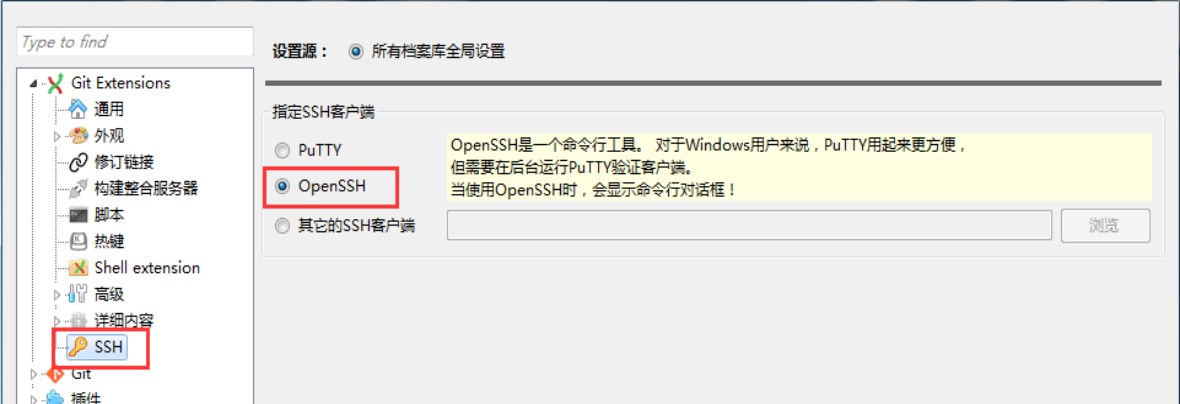 Type to find
Git Extensions
通用
外观
修订链接
构建整合服务器
脚本
热键
Shell extension
高级
详细内容
SSH
Git
插件
设置源： 所有档案库全局设置
指定SSH客户端
PuTTY
OpenSSH
其它的SSH客户端
OpenSSH是一个命令行工具。 对于Windows用户来说，PuTTY用起来更方便，
但需要在后台运行PuTTY验证客户端。
当使用OpenSSH时，会显示命令行对话框！
浏览